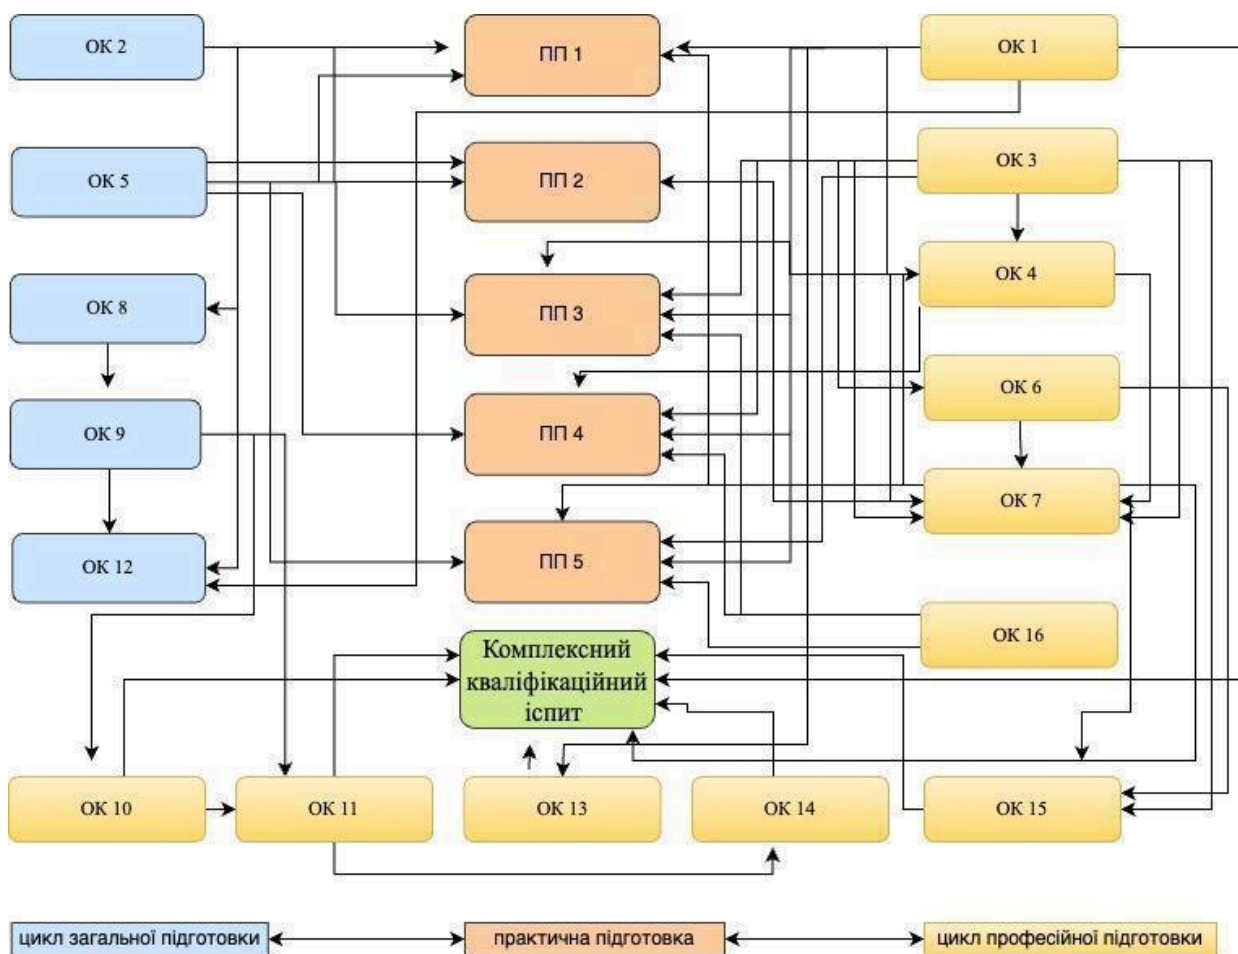 ОК 2
ПП 1
ОК 1
ОК 5
ПП 2
ОК 3
ОК 8
ПП 3
ОК 4
ОК 9
ПП 4
ОК 6
ОК 12
ПП 5
ОК 7
Комплексний
кваліфікаційний
іспит
ОК 16
ОК 10
ОК 11
ОК 13
ОК 14
ОК 15
цикл загальної підготовки
практична підготовка
цикл професійної підготовки